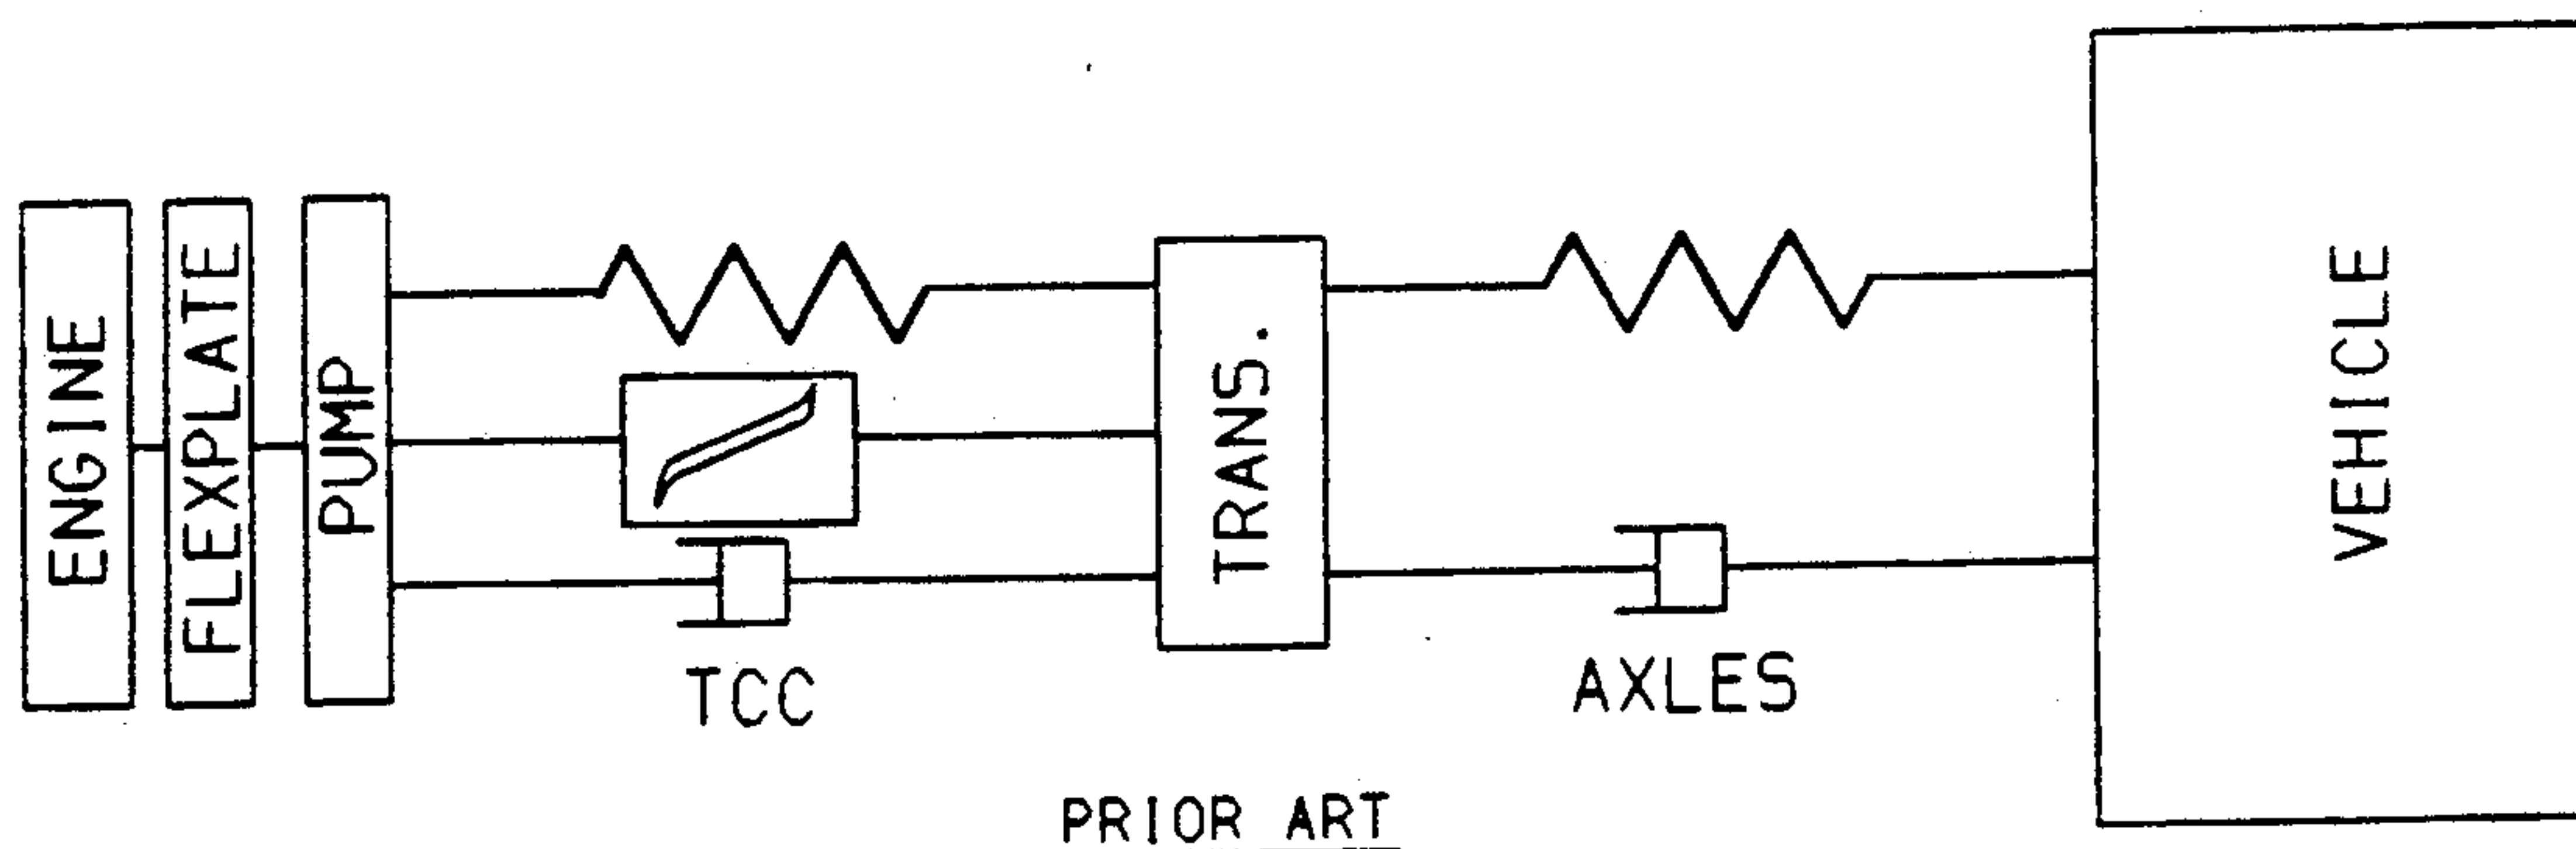 ENGINE
FLEXPLATE
PUMP
TCC
TRANS.
AXLES
VEHICLE
PRIOR ART